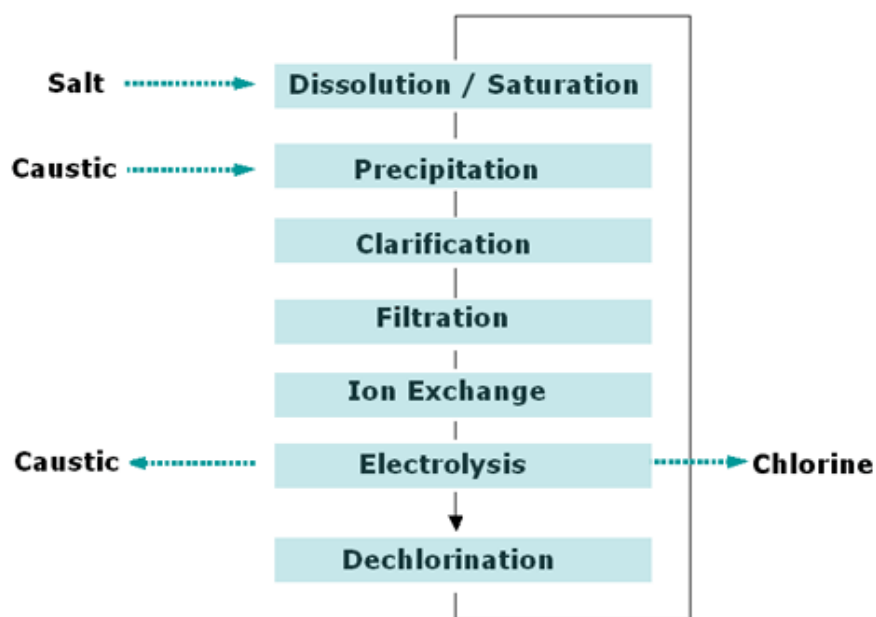 Salt
Dissolution / Saturation
Caustic
Precipitation
Clarification
Filtration
Ion Exchange
Caustic
Electrolysis
Chlorine
Dechlorination